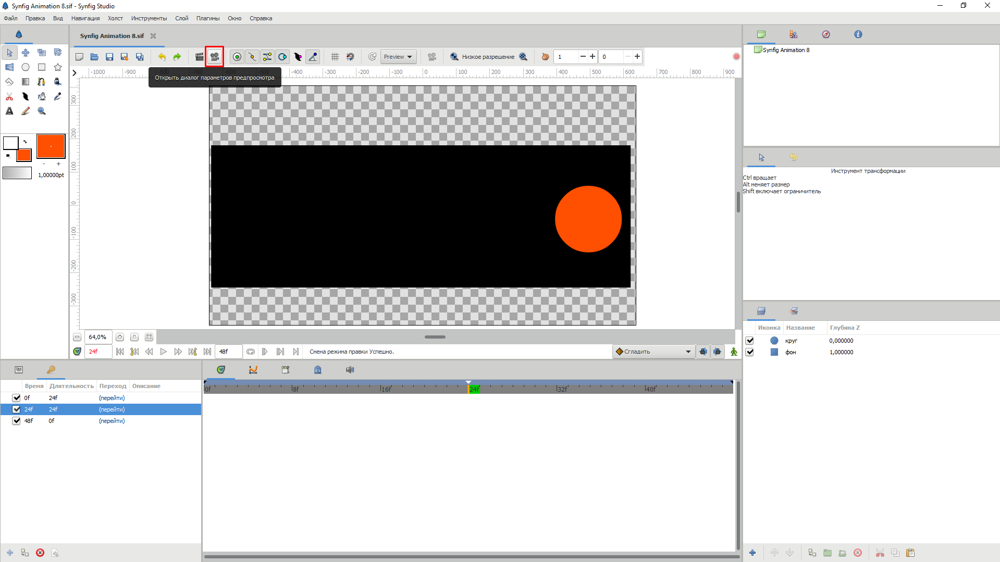 Synfig Animation 8.sif - Synfig Studio
Файл Правка Вид Навигация Холст Инструменты Слой Плагины Окно Справка
Synfig Animation 8.sif
Preview
Низкое разрешение
1
0
-1000 -900 -800 -700 -600 -500 -400 -300 -200 -100 0 100 200 300 400 500 600 700 800 900
Открыть диалог параметров предпросмотра
300
200
100
0
-100
-200
-300
- +
1,00000pt
Synfig Animation 8
Инструмент трансформации
Ctrl вращает
Alt меняет размер
Shift включает ограничитель
64,0%
24f
48f
Смена режима правки Успешно.
Сгладить
Иконка Название Глубина Z
круг 0,000000
фон 1,000000
Время Длительность Переход Описание
0f 24f (перейти)
24f 24f (перейти)
48f 0f (перейти)
0f 8f 16f 24f 32f 40f